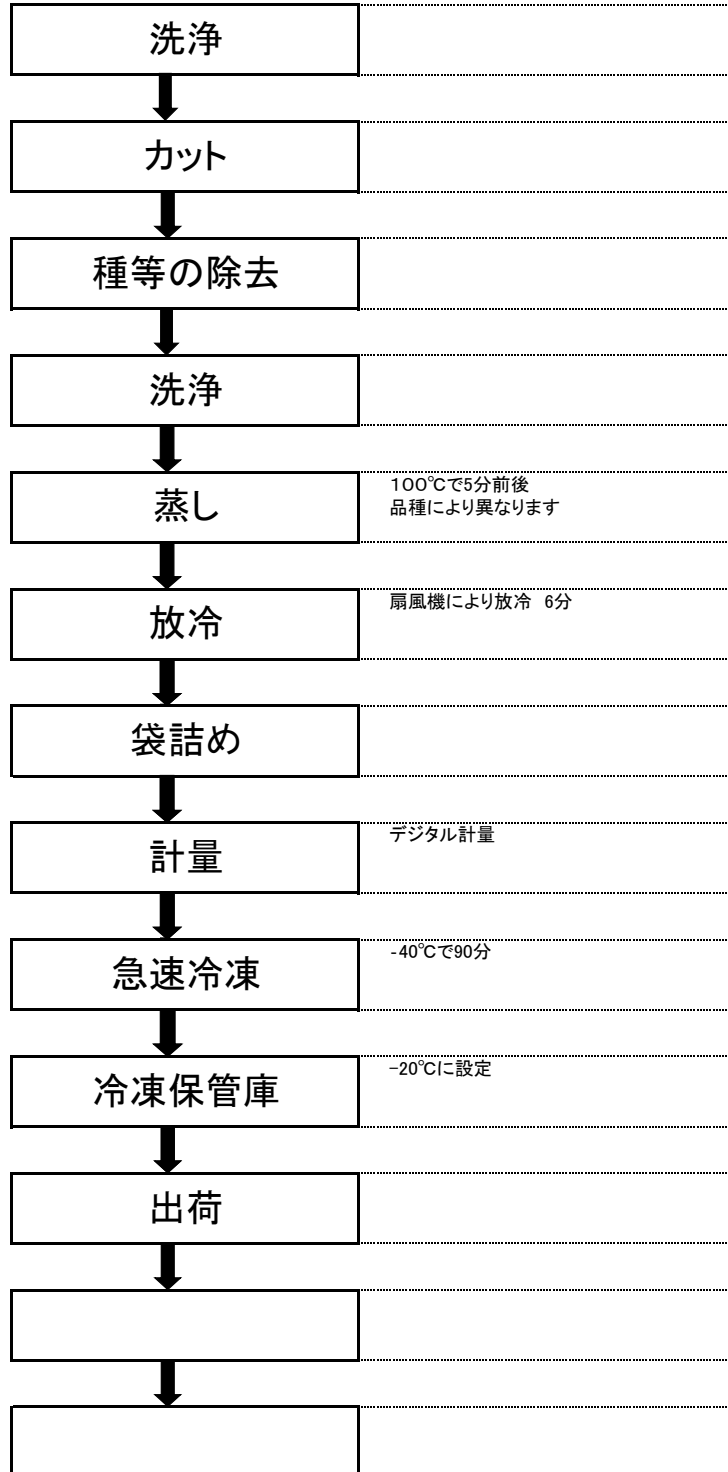 洗浄
カット
種等の除去
洗浄
蒸し
100℃で5分前後
品種により異なります
放冷
扇風機により放冷 6分
袋詰め
計量
デジタル計量
急速冷凍
-40℃で90分
冷凍保管庫
-20℃に設定
出荷